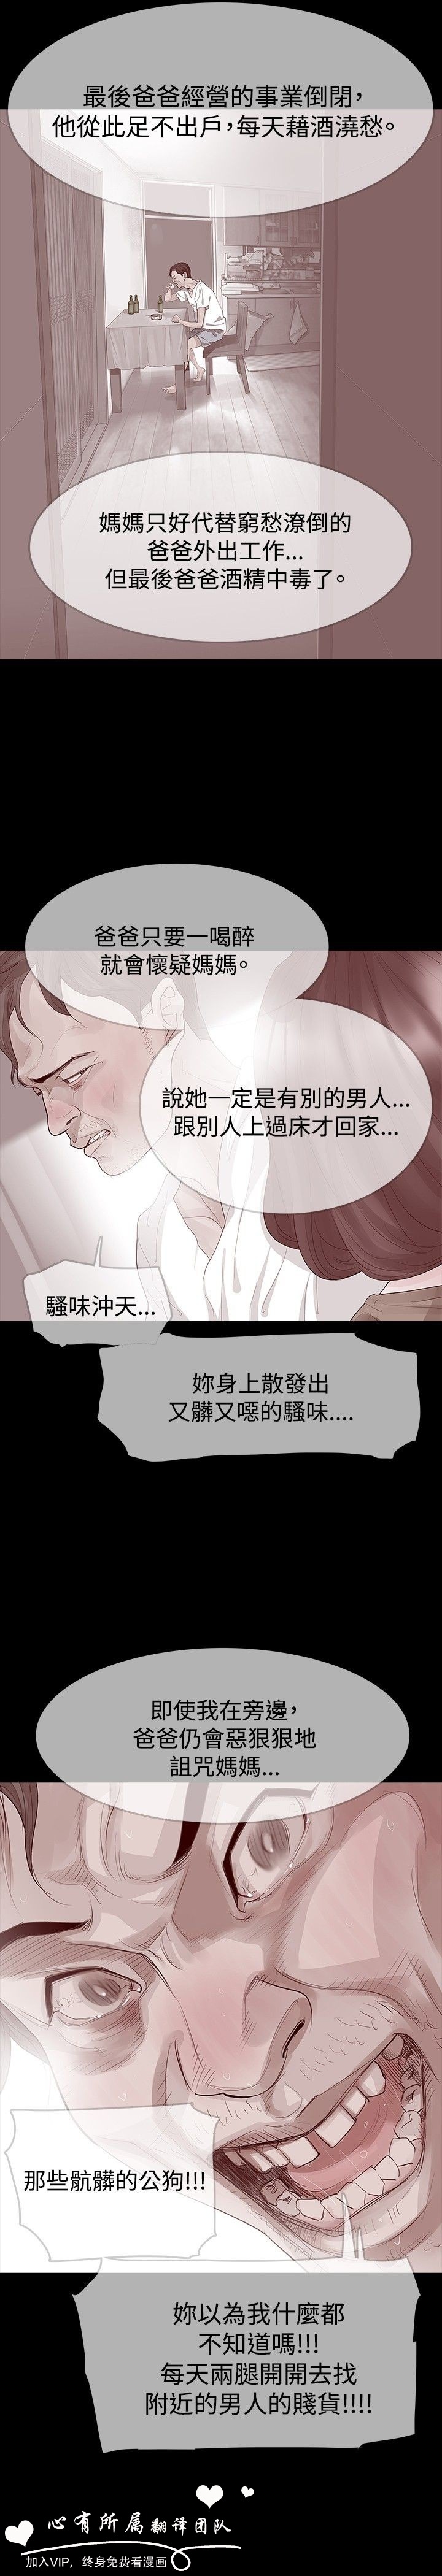 最後爸爸經營的事業倒閉，
他從此足不出戶，每天藉酒澆愁。
媽媽只好代替窮愁潦倒的
爸爸外出工作...
但最後爸爸酒精中毒了。
爸爸只要一喝醉
就會懷疑媽媽。
說她一定是有別的男人...
跟別人上過床才回家...
騷味沖天...
妳身上散發出
又髒又噁的騷味....
即使我在旁邊，
爸爸仍會惡狠狠地
詛咒媽媽...
那些骯髒的公狗!!!
妳以為我什麼都
不知道嗎!!!
每天兩腿開開去找
附近的男人的賤貨!!!!
心有所属翻译团队
加入VIP，终身免费看漫画